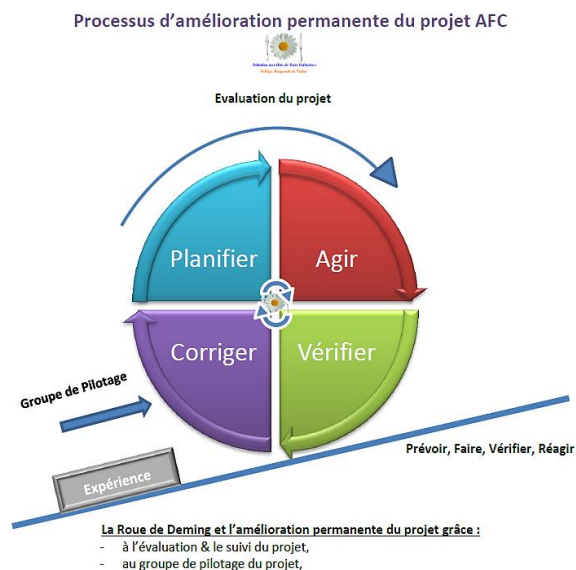 Processus d’amélioration permanente du projet AFC
Evaluation du projet
Planifier
Agir
Corriger
Vérifier
Groupe de Pilotage
Expérience
Prévoir, Faire, Vérifier, Réagir
La Roue de Deming et l’amélioration permanente du projet grâce :
- à l’évaluation & le suivi du projet,
- au groupe de pilotage du projet,